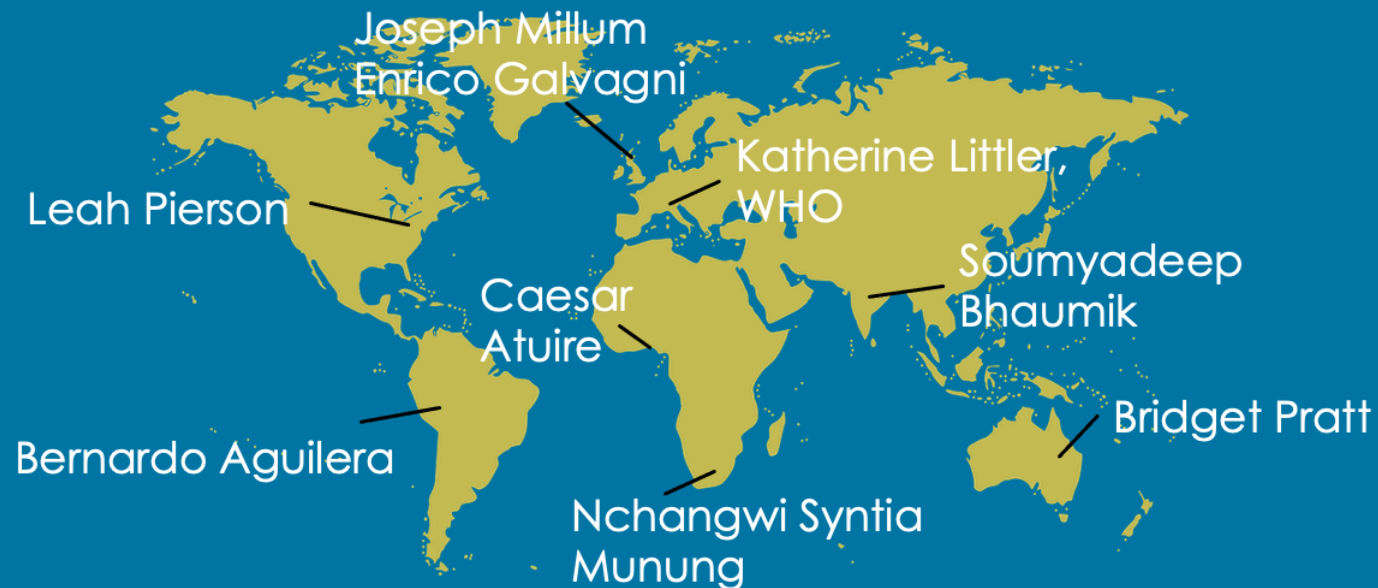 Joseph Millum
Enrico Galvagni
Katherine Littler,
WHO
Leah Pierson
Soumyadeep
Bhaumik
Caesar
Atuire
Bridget Pratt
Bernardo Aguilera
Nchangwi Syntia
Munung